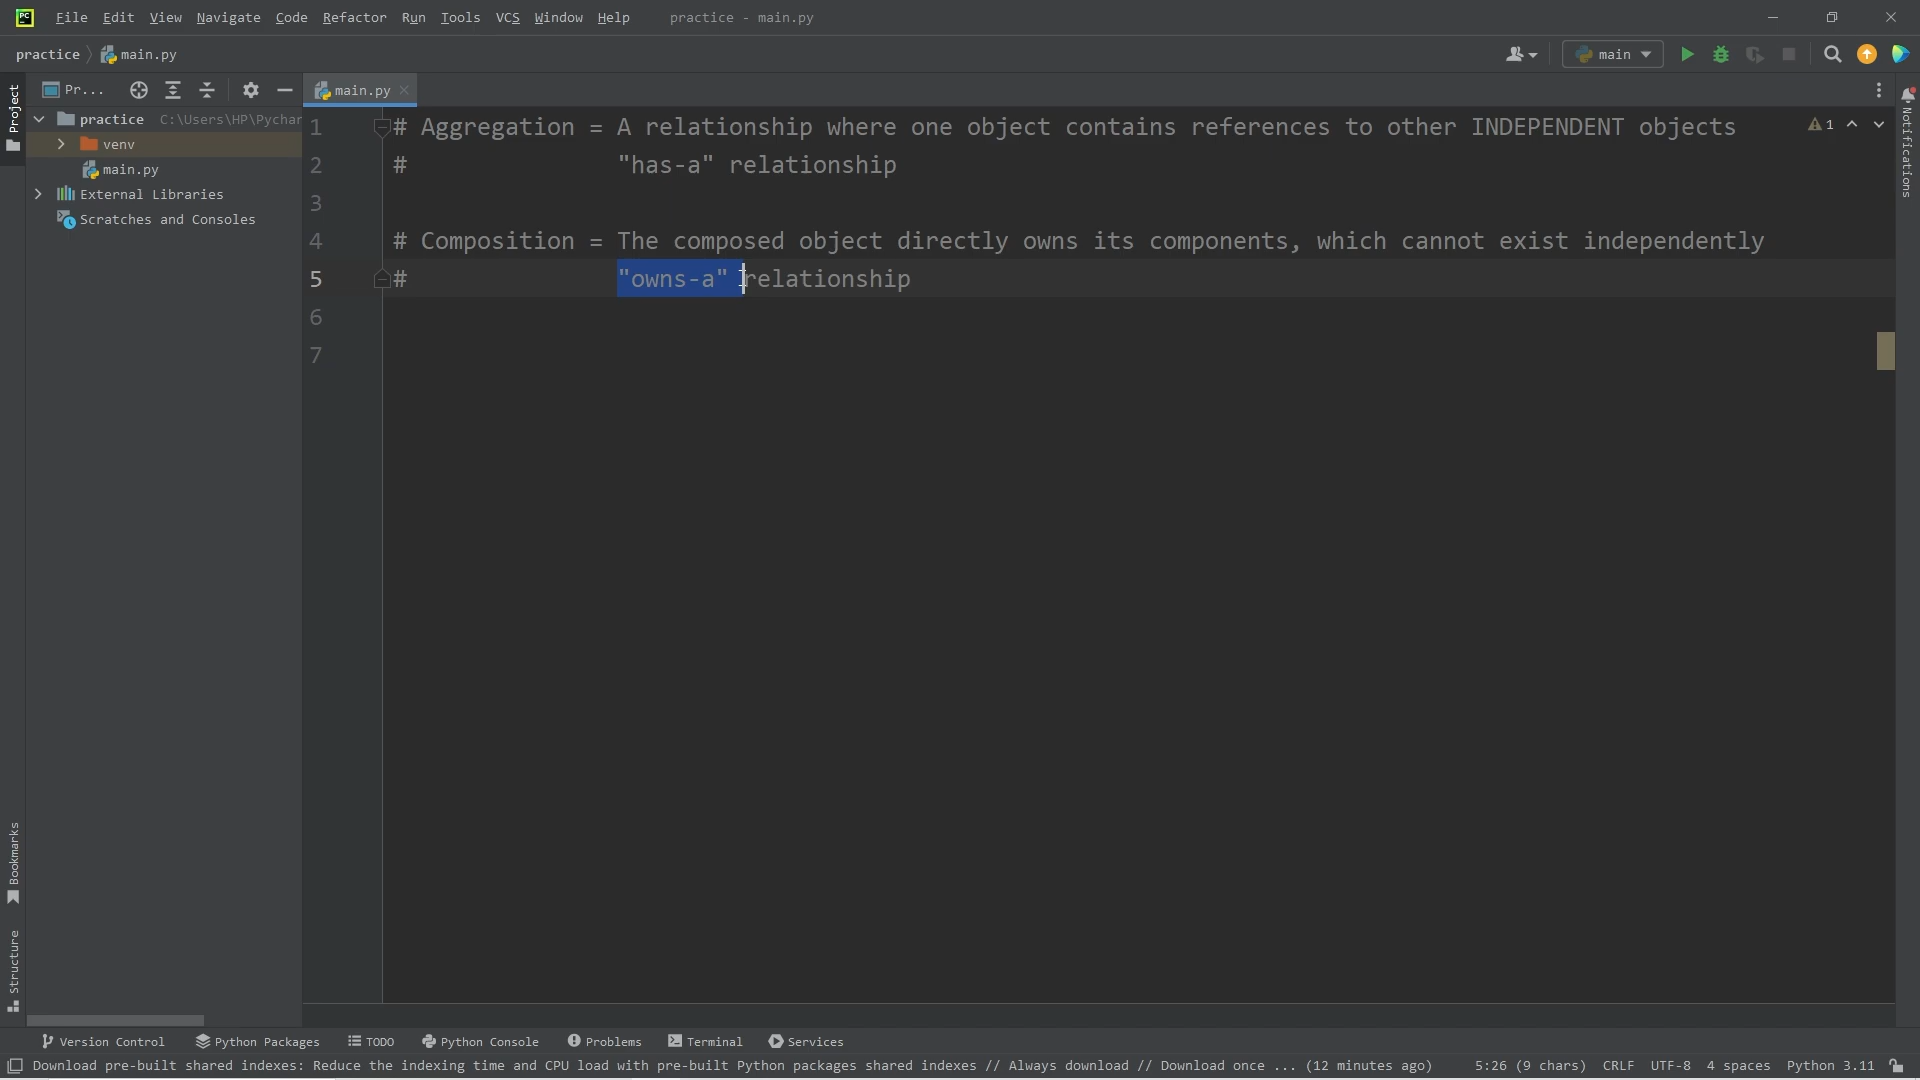 PC
File Edit View Navigate Code Refactor Run Tools VCS Window Help practice - main.py
practice main.py
main
Project
Pr...
main.py
practice C:\Users\HP\Pychar
venv
main.py
External Libraries
Scratches and Consoles
1 # Aggregation = A relationship where one object contains references to other INDEPENDENT objects
2 # "has-a" relationship
3
4 # Composition = The composed object directly owns its components, which cannot exist independently
5 # "owns-a" relationship
6
7
1
Notifications
Bookmarks
Structure
Version Control Python Packages TODO Python Console Problems Terminal Services
Download pre-built shared indexes: Reduce the indexing time and CPU load with pre-built Python packages shared indexes // Always download // Download once ... (12 minutes ago) 5:26 (9 chars) CRLF UTF-8 4 spaces Python 3.11